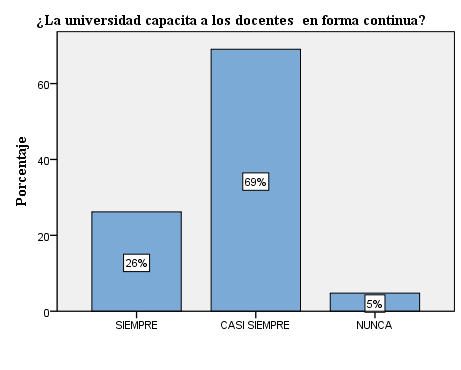 ¿La universidad capacita a los docentes en forma continua?
Porcentaje
60
40
20
0
69%
26%
5%
SIEMPRE CASI SIEMPRE NUNCA